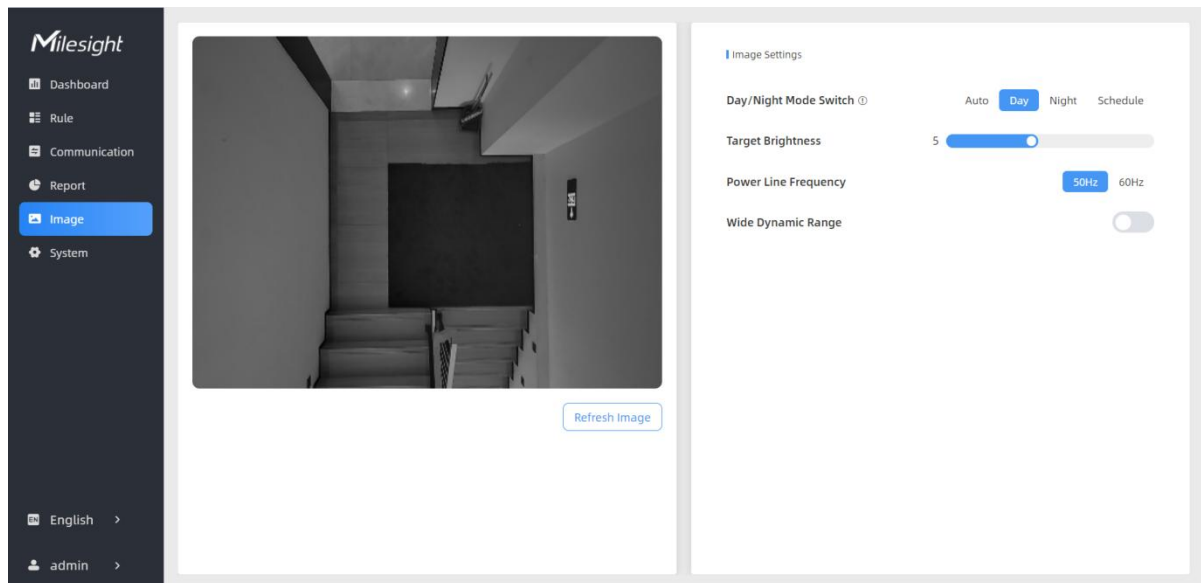 Milesight
Dashboard
Rule
Communication
Report
Image
System
EN English >
admin >
Refresh Image
Image Settings
Day/Night Mode Switch Auto Day Night Schedule
Target Brightness 5
Power Line Frequency 50Hz 60Hz
Wide Dynamic Range